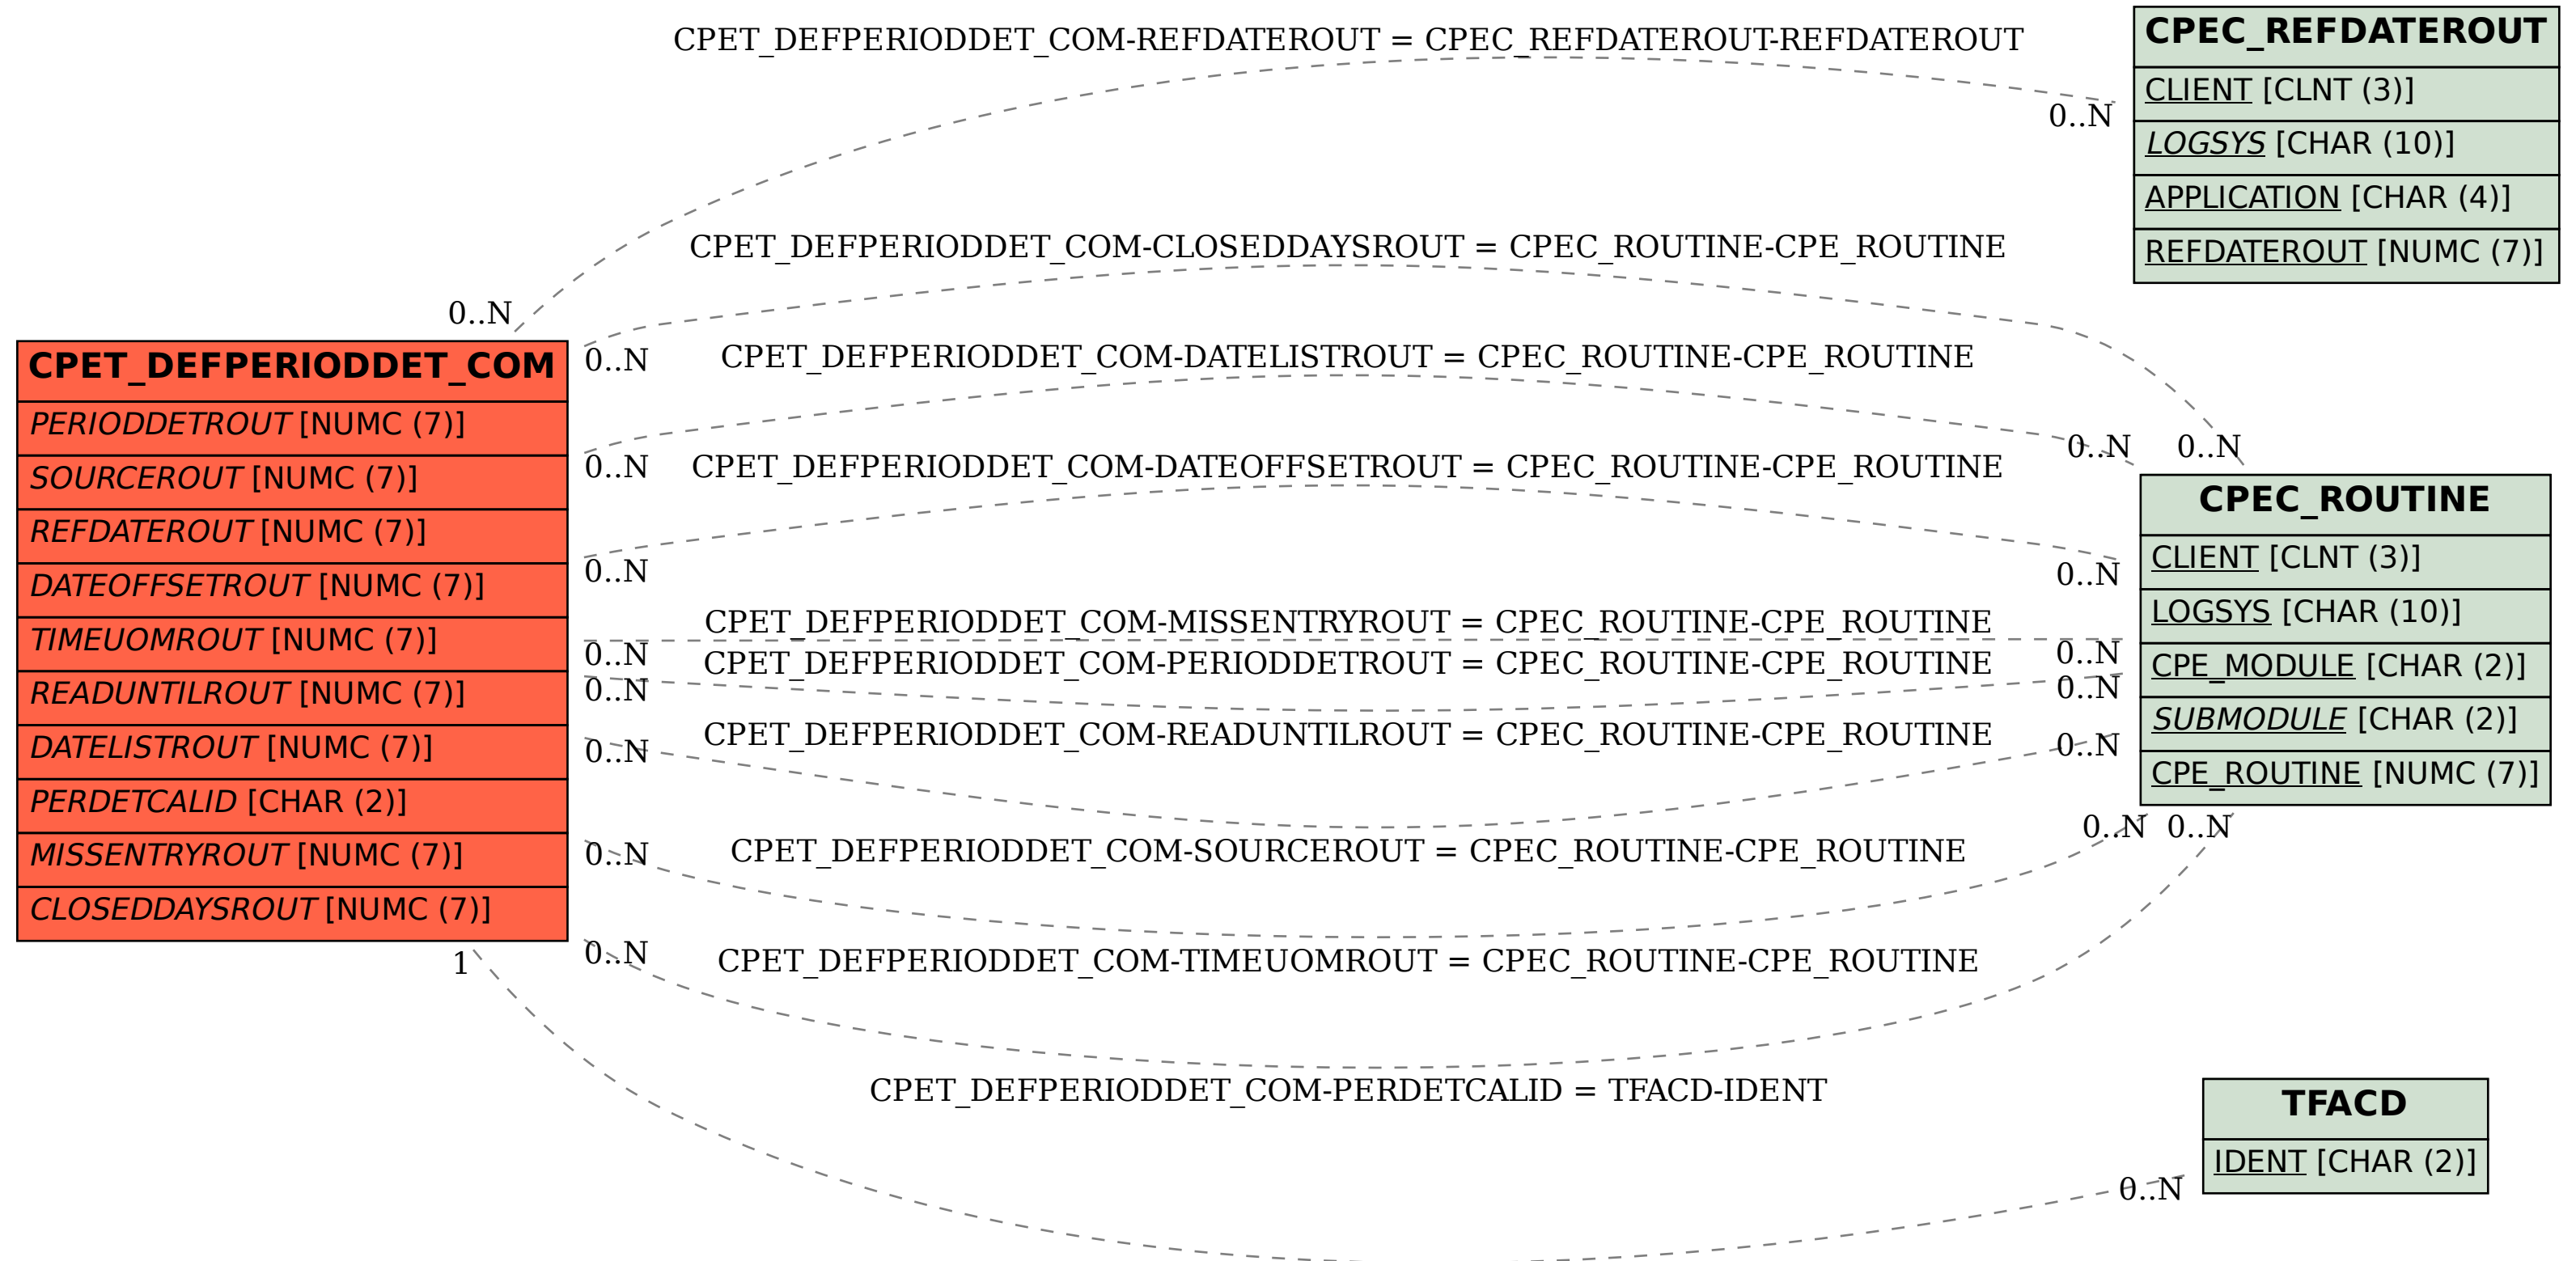 CPET_DEFPERIODDET_COM-REFDATEROUT = CPEC_REFDATEROUT-REFDATEROUT
0..N
0..N
CPEC_REFDATEROUT
CLIENT [CLNT (3)]
LOGSYS [CHAR (10)]
APPLICATION [CHAR (4)]
REFDATEROUT [NUMC (7)]
CPET_DEFPERIODDET_COM-CLOSEDDAYSROUT = CPEC_ROUTINE-CPE_ROUTINE
0..N
0..N
CPET_DEFPERIODDET_COM
PERIODDETROUT [NUMC (7)]
SOURCEROUT [NUMC (7)]
REFDATEROUT [NUMC (7)]
DATEOFFSETROUT [NUMC (7)]
TIMEUOMROUT [NUMC (7)]
READUNTILROUT [NUMC (7)]
DATELISTROUT [NUMC (7)]
PERDETCALID [CHAR (2)]
MISSENTRYROUT [NUMC (7)]
CLOSEDDAYSROUT [NUMC (7)]
CPET_DEFPERIODDET_COM-DATELISTROUT = CPEC_ROUTINE-CPE_ROUTINE
0..N
0..N
CPET_DEFPERIODDET_COM-DATEOFFSETROUT = CPEC_ROUTINE-CPE_ROUTINE
0..N
0..N
CPET_DEFPERIODDET_COM-MISSENTRYROUT = CPEC_ROUTINE-CPE_ROUTINE
0..N
0..N
CPET_DEFPERIODDET_COM-PERIODDETROUT = CPEC_ROUTINE-CPE_ROUTINE
0..N
0..N
CPET_DEFPERIODDET_COM-READUNTILROUT = CPEC_ROUTINE-CPE_ROUTINE
0..N
0..N
CPEC_ROUTINE
CLIENT [CLNT (3)]
LOGSYS [CHAR (10)]
CPE_MODULE [CHAR (2)]
SUBMODULE [CHAR (2)]
CPE_ROUTINE [NUMC (7)]
CPET_DEFPERIODDET_COM-SOURCEROUT = CPEC_ROUTINE-CPE_ROUTINE
0..N
0..N
CPET_DEFPERIODDET_COM-TIMEUOMROUT = CPEC_ROUTINE-CPE_ROUTINE
0..N
0..N
CPET_DEFPERIODDET_COM-PERDETCALID = TFACD-IDENT
1
0..N
TFACD
IDENT [CHAR (2)]